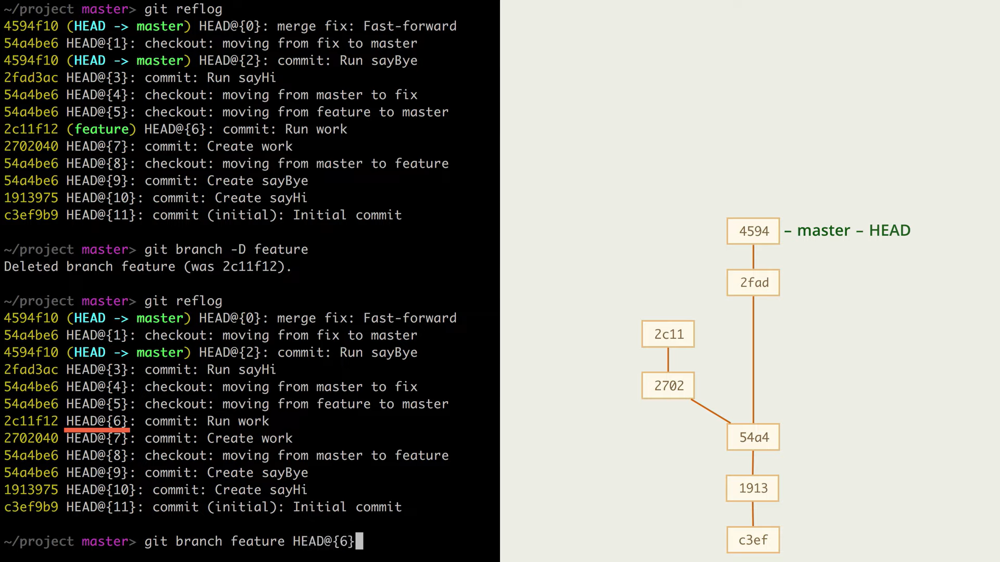 ~/project master> git reflog
4594f10 (HEAD -> master) HEAD@{0}: merge fix: Fast-forward
54a4be6 HEAD@{1}: checkout: moving from fix to master
4594f10 (HEAD -> master) HEAD@{2}: commit: Run sayBye
2fad3ac HEAD@{3}: commit: Run sayHi
54a4be6 HEAD@{4}: checkout: moving from master to fix
54a4be6 HEAD@{5}: checkout: moving from feature to master
2c11f12 (feature) HEAD@{6}: commit: Run work
2702040 HEAD@{7}: commit: Create work
54a4be6 HEAD@{8}: checkout: moving from master to feature
54a4be6 HEAD@{9}: commit: Create sayBye
1913975 HEAD@{10}: commit: Create sayHi
c3ef9b9 HEAD@{11}: commit (initial): Initial commit
~/project master> git branch -D feature
Deleted branch feature (was 2c11f12).
~/project master> git reflog
4594f10 (HEAD -> master) HEAD@{0}: merge fix: Fast-forward
54a4be6 HEAD@{1}: checkout: moving from fix to master
4594f10 (HEAD -> master) HEAD@{2}: commit: Run sayBye
2fad3ac HEAD@{3}: commit: Run sayHi
54a4be6 HEAD@{4}: checkout: moving from master to fix
54a4be6 HEAD@{5}: checkout: moving from feature to master
2c11f12 HEAD@{6}: commit: Run work
2702040 HEAD@{7}: commit: Create work
54a4be6 HEAD@{8}: checkout: moving from master to feature
54a4be6 HEAD@{9}: commit: Create sayBye
1913975 HEAD@{10}: commit: Create sayHi
c3ef9b9 HEAD@{11}: commit (initial): Initial commit
~/project master> git branch feature HEAD@{6}
4594 – master – HEAD
2fad
2c11
2702
54a4
1913
c3ef